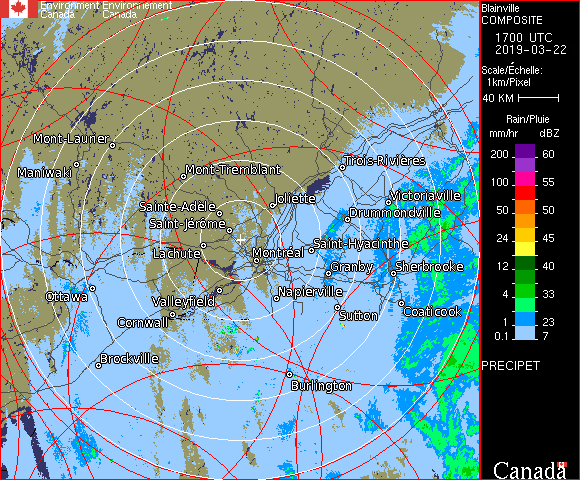 Environment Environnement
Canada Canada
Blainville
COMPOSITE
1700 UTC
2019-03-22
Scale/Échelle:
1km/Pixel
40 KM
Rain/Pluie
mm/hr dBZ
200 60
100 55
50 50
24 45
12 40
4 33
1 23
0.1 7
PRECIPET
Canada
Mont-Laurier
Maniwaki
Mont-Tremblant
Trois-Rivières
Joliette
Victoriaville
Sainte-Adèle
Drummondville
Saint-Jérôme
Saint-Hyacinthe
Lachute
Montréal
Granby
Sherbrooke
Ottawa
Valleyfield
Napierville
Cornwall
Sutton
Coaticook
Brockville
Burlington